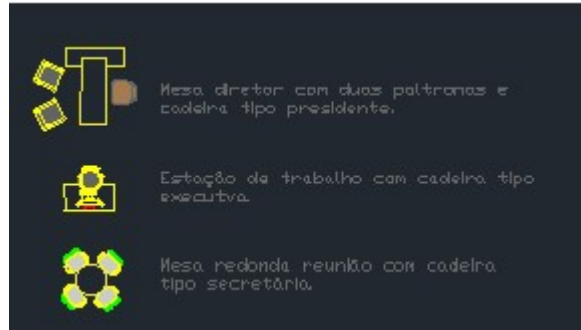 Mesa diretor com duas poltronas e
cadeira tipo presidente.
Estação de trabalho com cadeira tipo
executva
Mesa redonda reunião com cadeira
tipo secretária.